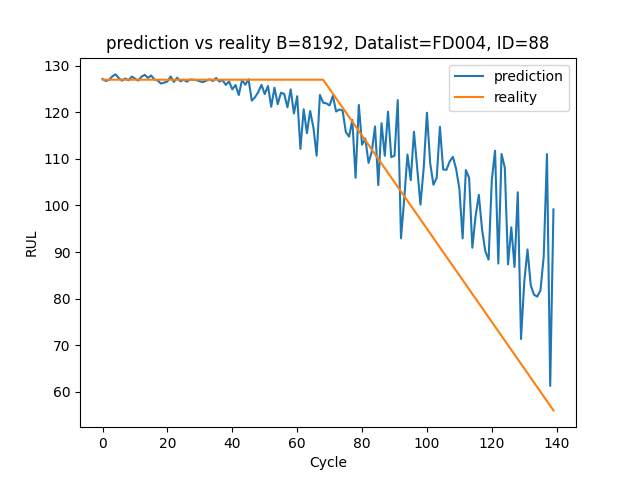 prediction vs reality B=8192, Datalist=FD004, ID=88
prediction
reality
RUL
130
120
110
100
90
80
70
60
0 20 40 60 80 100 120 140
Cycle